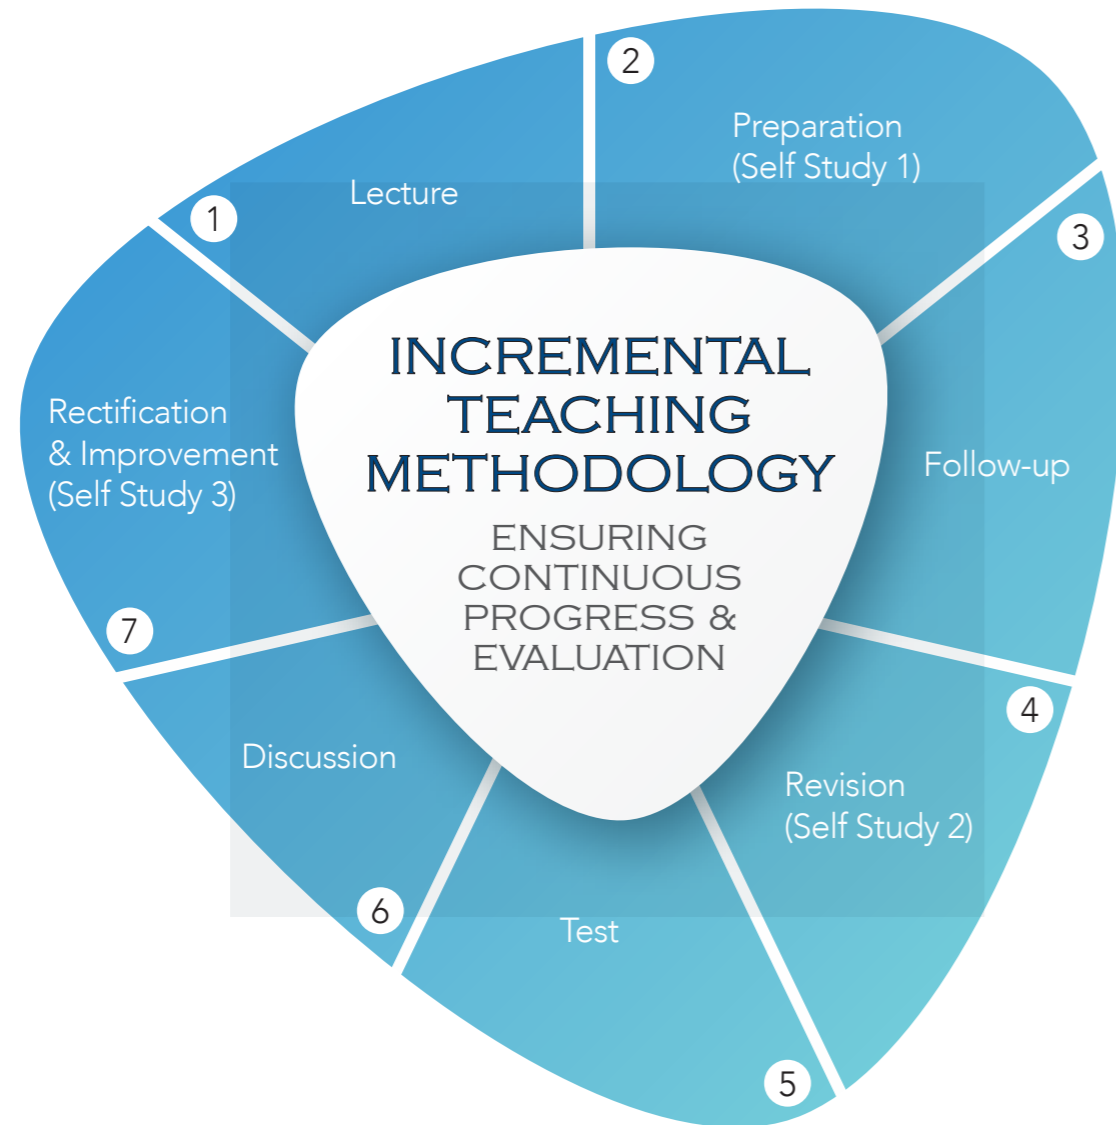 INCREMENTAL
TEACHING
METHODOLOGY
ENSURING
CONTINUOUS
PROGRESS &
EVALUATION
1
Lecture
2
Preparation
(Self Study 1)
3
Follow-up
4
Revision
(Self Study 2)
5
Test
6
Discussion
7
Rectification
& Improvement
(Self Study 3)